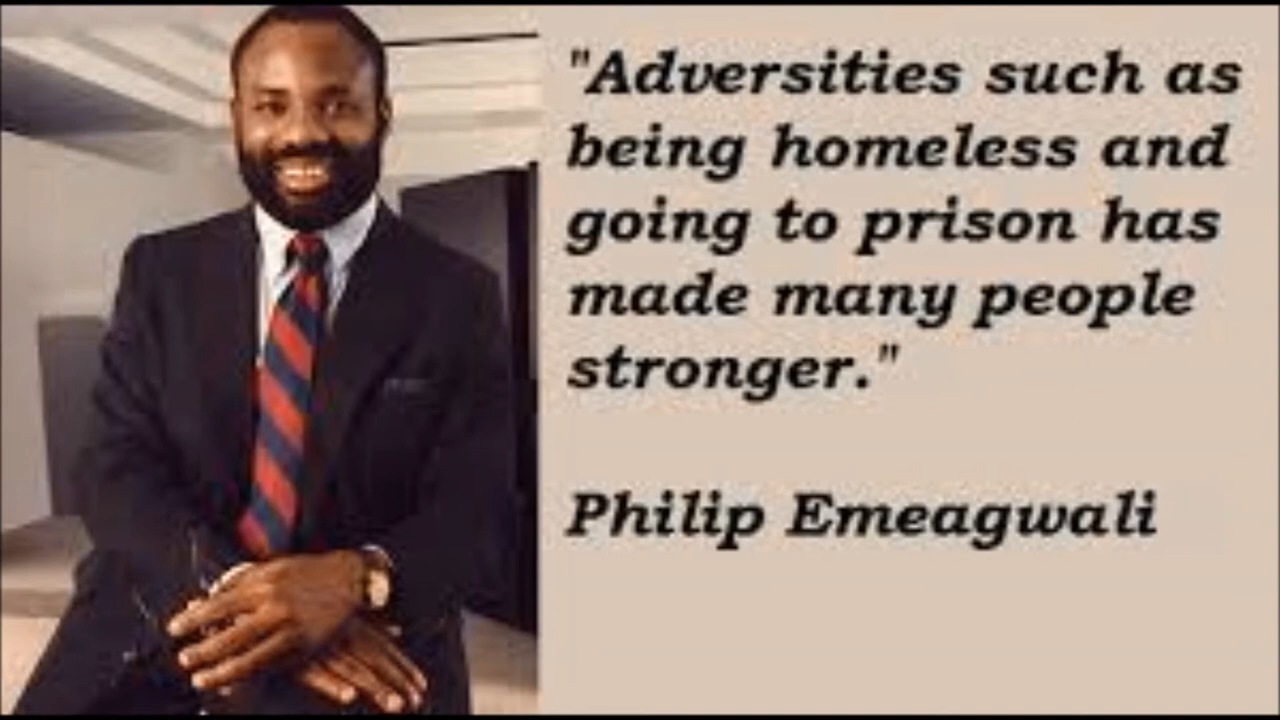 "Adversities such as
being homeless and
going to prison has
made many people
stronger."
Philip Emeagwali